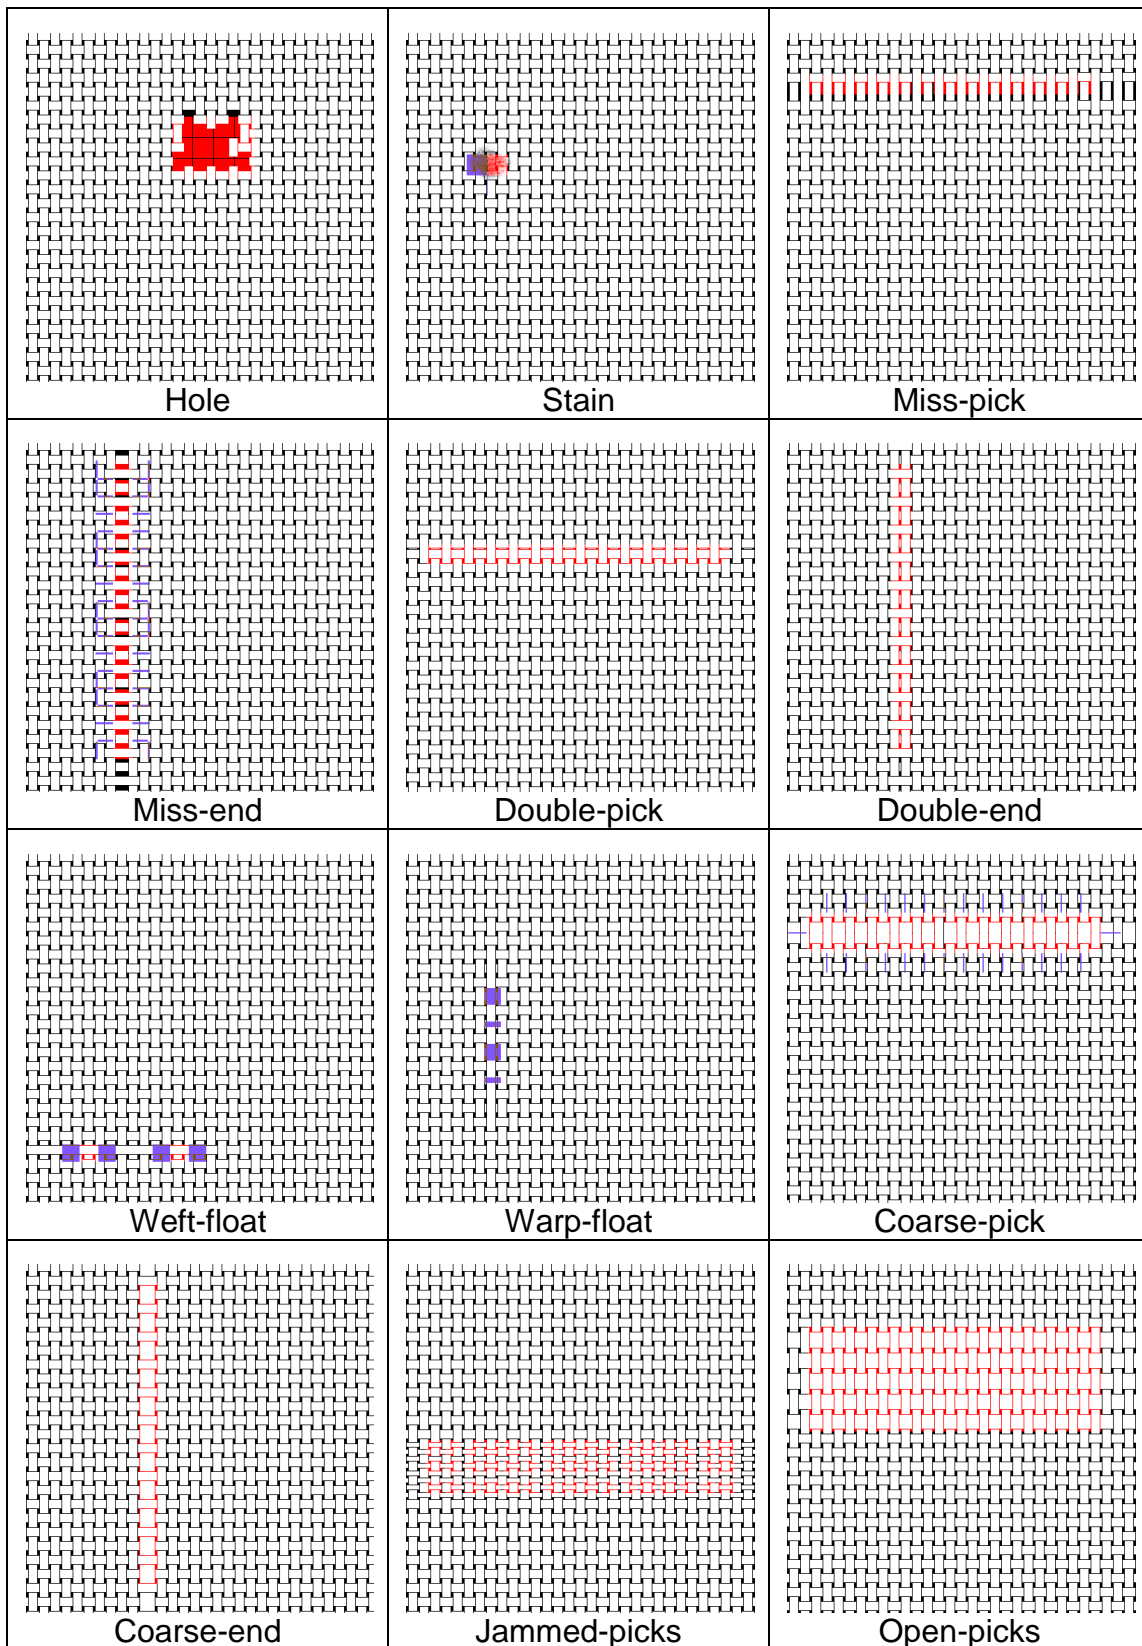 Hole
Stain
Miss-pick
Miss-end
Double-pick
Double-end
Weft-float
Warp-float
Coarse-pick
Coarse-end
Jammed-picks
Open-picks